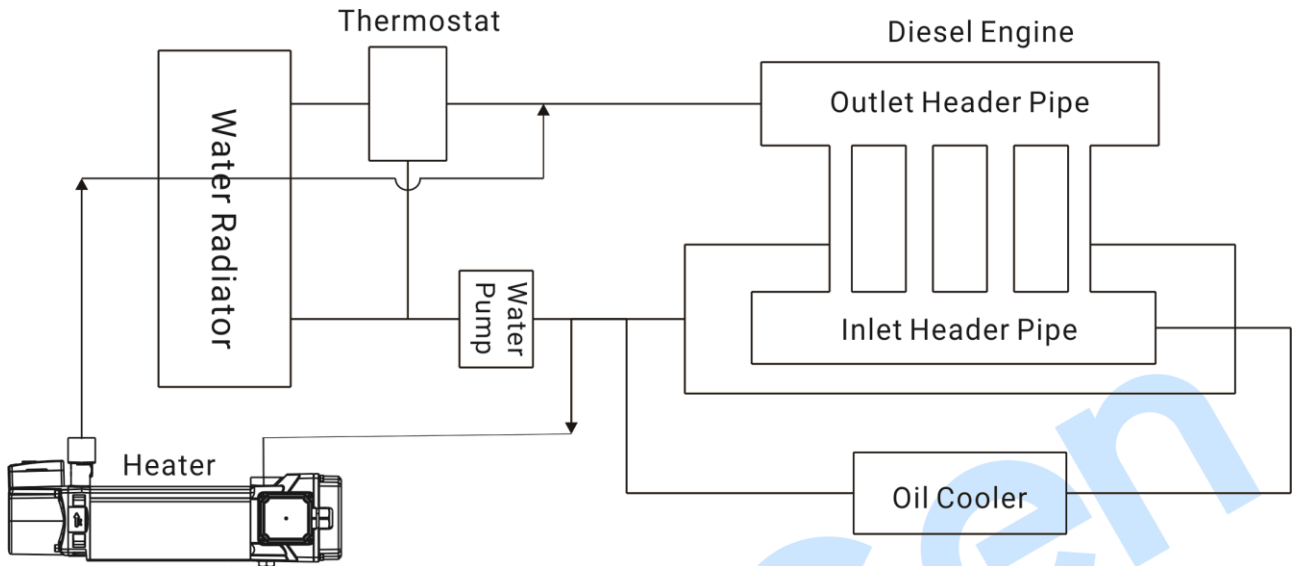 Thermostat
Diesel Engine
Outlet Header Pipe
Water Radiator
Water
Pump
Inlet Header Pipe
Heater
Oil Cooler